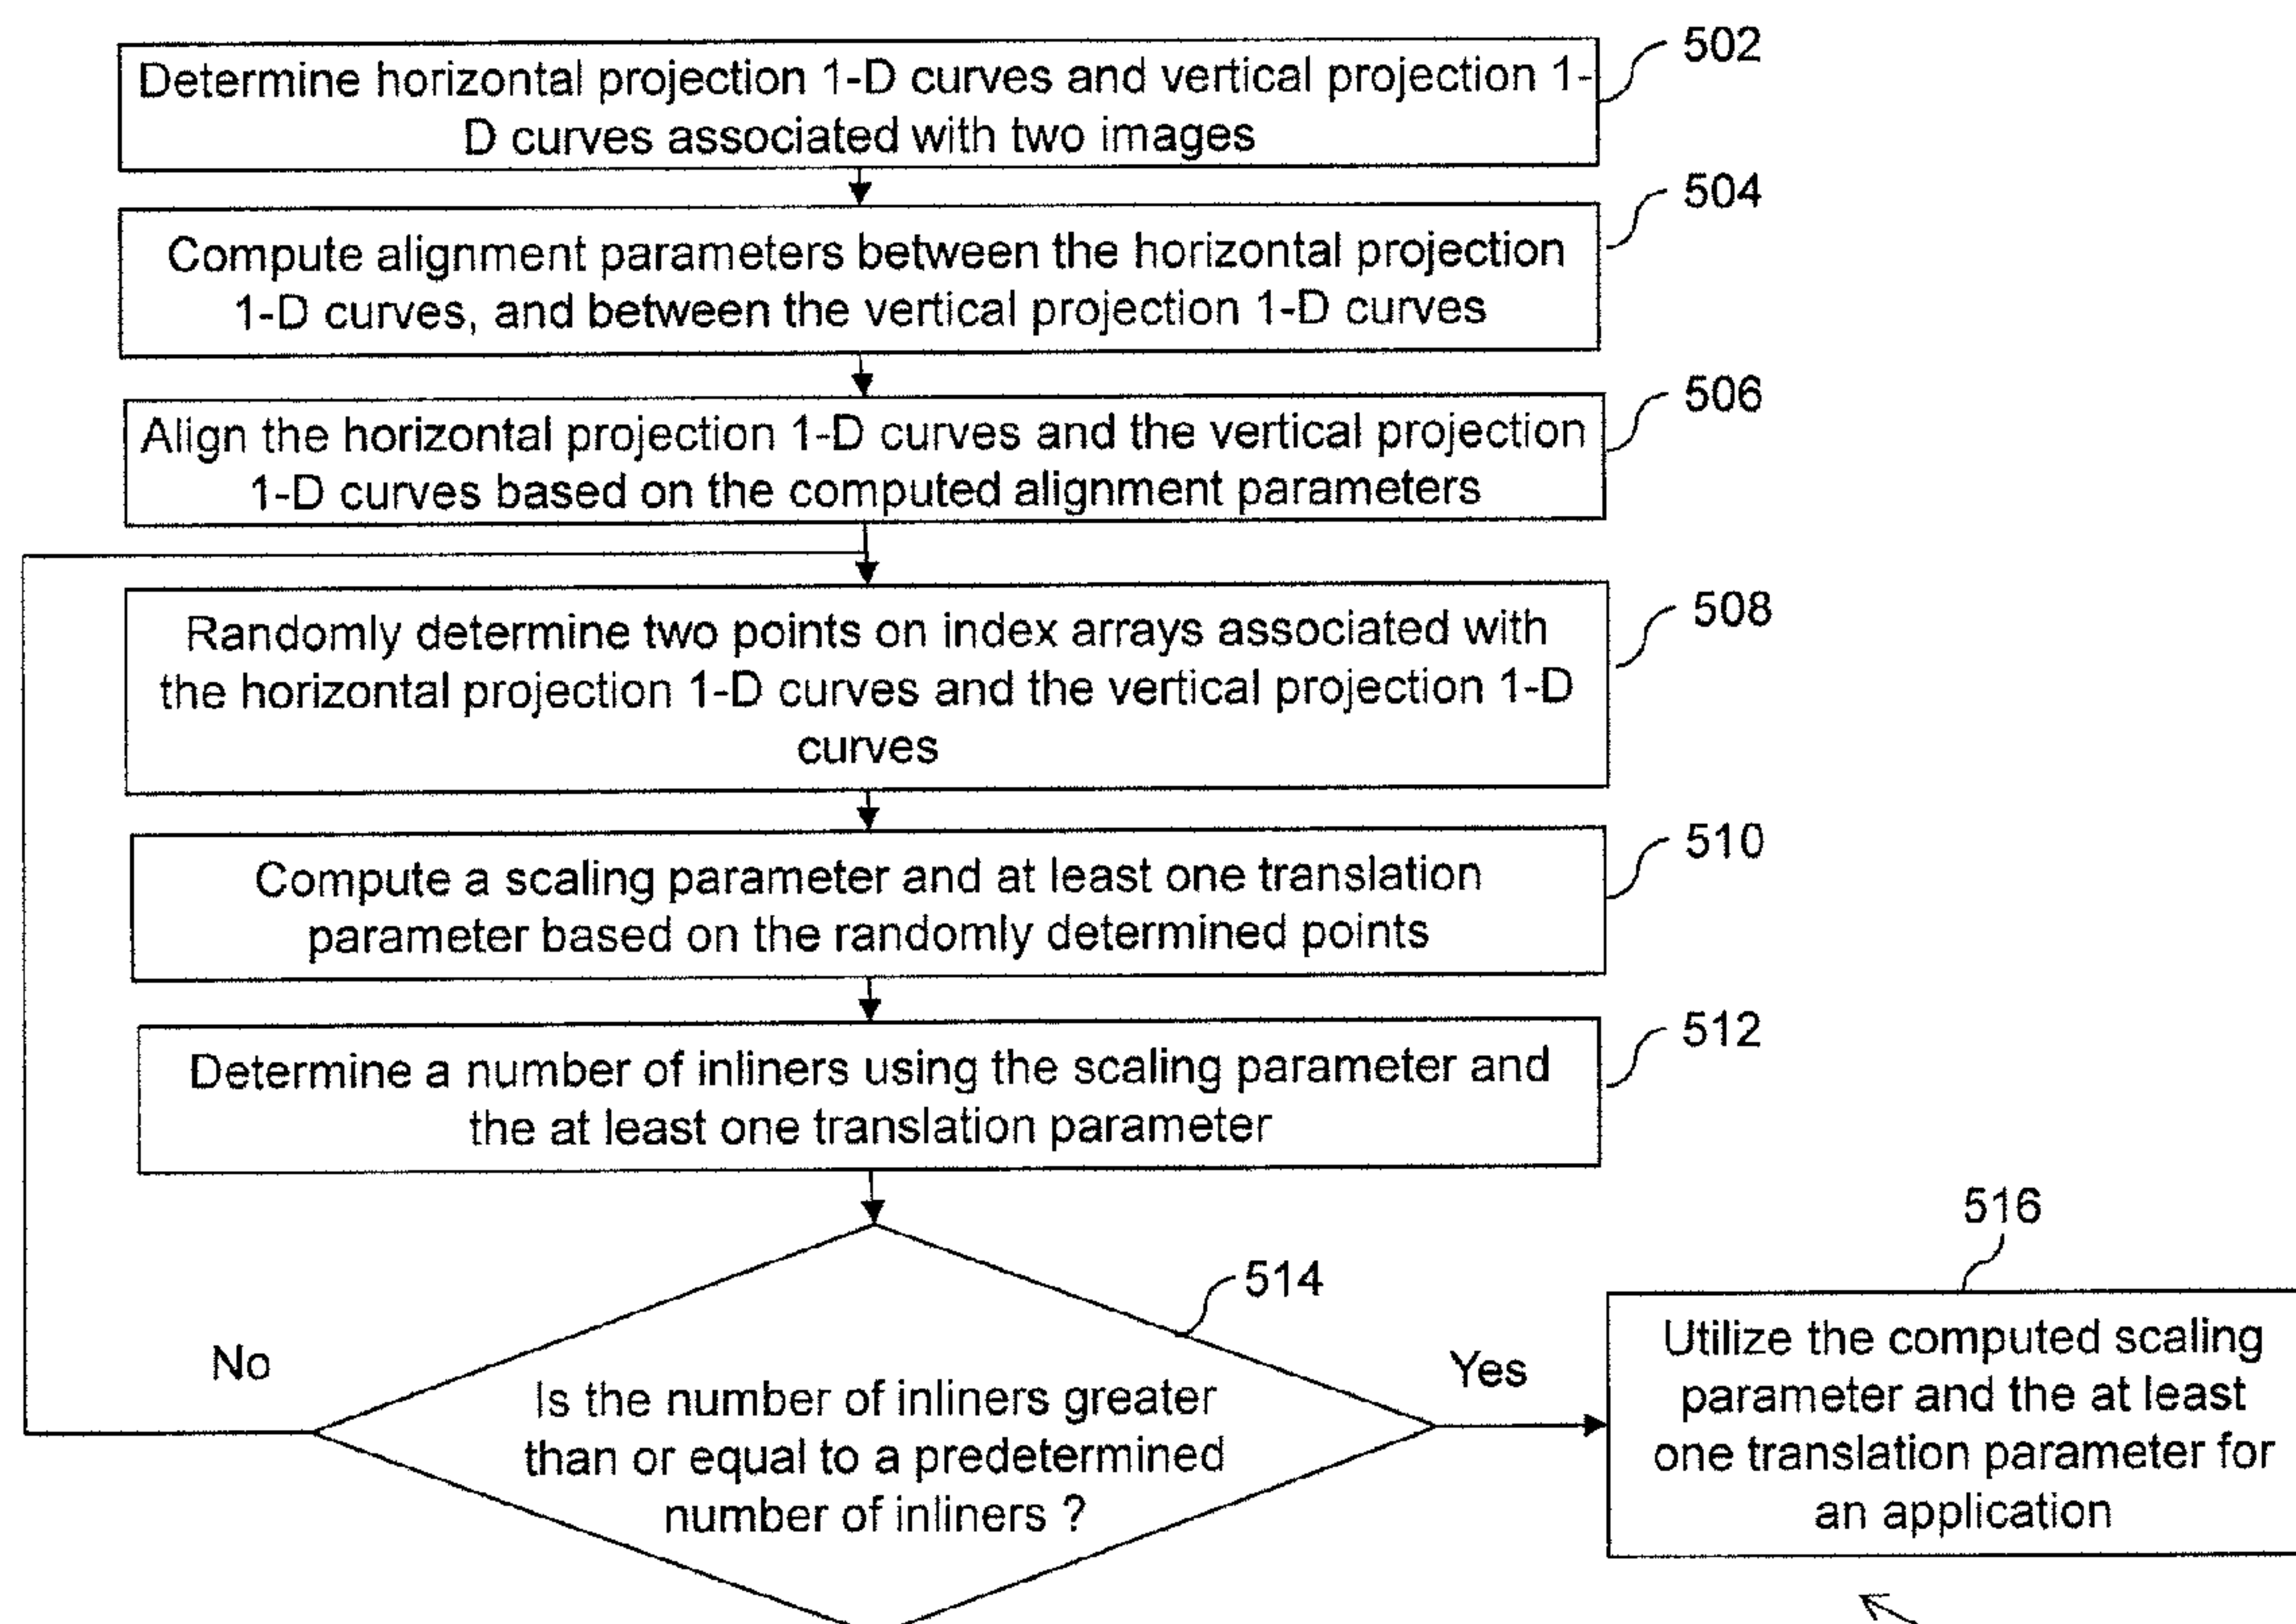 502
Determine horizontal projection 1-D curves and vertical projection 1-
D curves associated with two images
504
Compute alignment parameters between the horizontal projection
1-D curves, and between the vertical projection 1-D curves
506
Align the horizontal projection 1-D curves and the vertical projection
1-D curves based on the computed alignment parameters
508
Randomly determine two points on index arrays associated with
the horizontal projection 1-D curves and the vertical projection 1-D
curves
510
Compute a scaling parameter and at least one translation
parameter based on the randomly determined points
512
Determine a number of inliners using the scaling parameter and
the at least one translation parameter
514
Is the number of inliners greater
than or equal to a predetermined
number of inliners ?
No
Yes
516
Utilize the computed scaling
parameter and the at least
one translation parameter for
an application